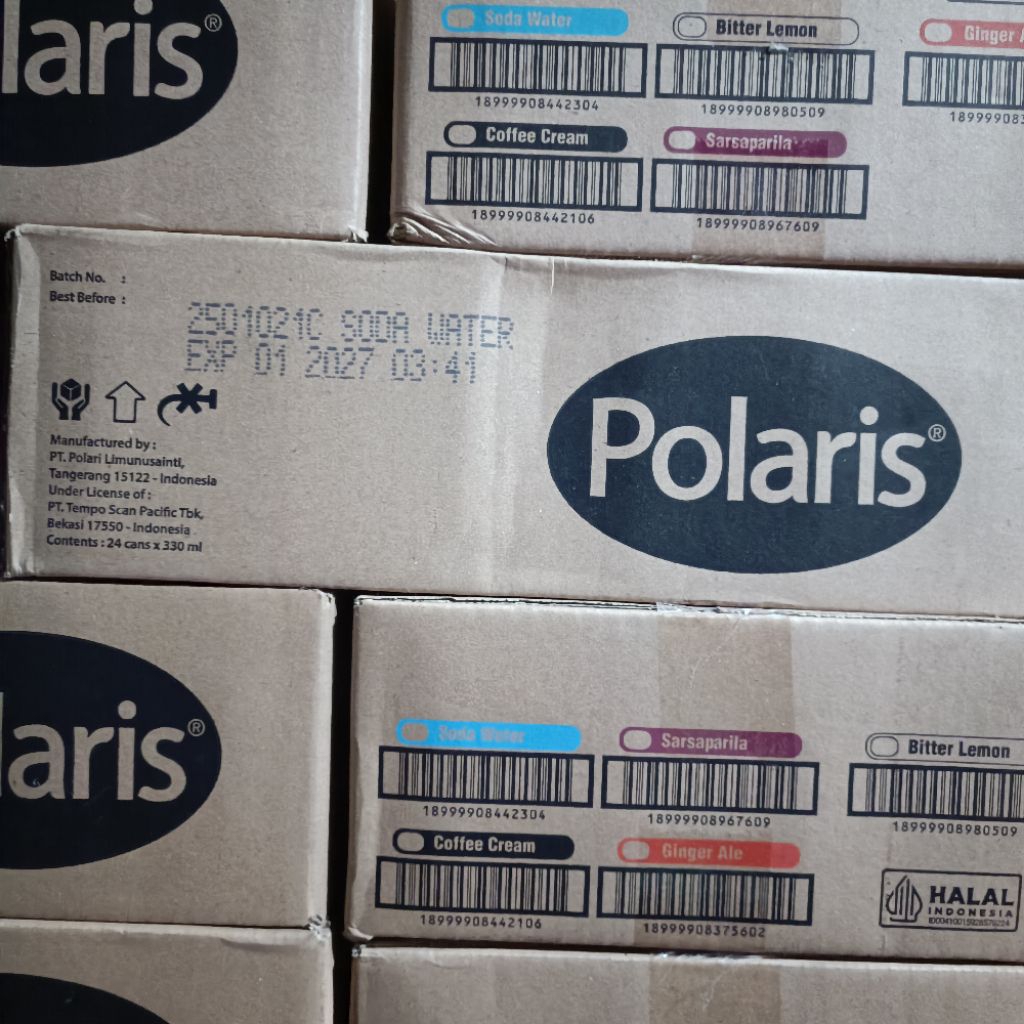 laris®
Soda Water
Bitter Lemon
Ginger
18999908442304
18999908980509
189999083
Coffee Cream
Sarsaparila
18999908442106
18999908967609
Batch No. :
Best Before :
2501021C SODA WATER
EXP 01 2027 03:41
Manufactured by :
PT. Polari Limunusainti,
Tangerang 15122 - Indonesia
Under License of :
PT. Tempo Scan Pacific Tbk,
Bekasi 17550 - Indonesia
Contents : 24 cans x 330 ml
Polaris®
laris®
Soda Water
Sarsaparila
Bitter Lemon
18999908442304
18999908967609
18999908980509
Coffee Cream
Ginger Ale
18999908442106
18999908375602
HALAL
INDONESIA